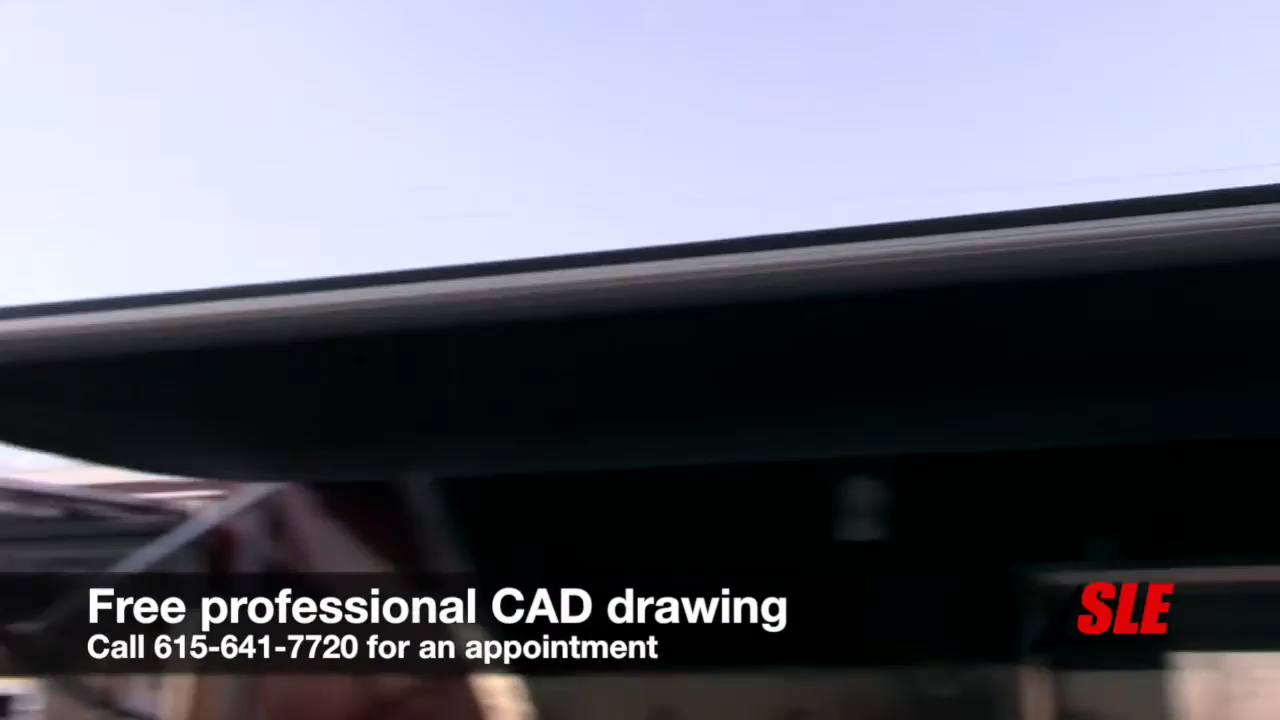 Free professional CAD drawing
Call 615-641-7720 for an appointment
SLE